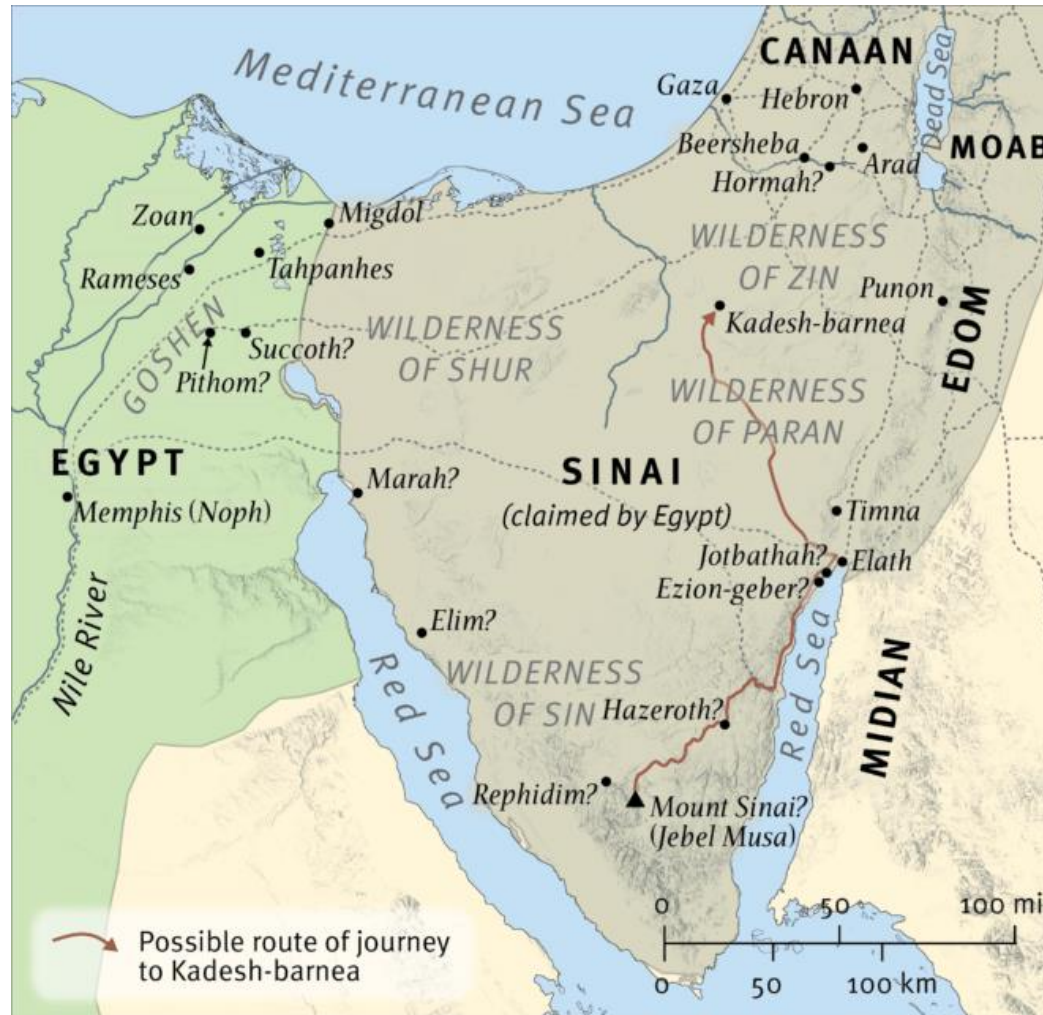 Mediterranean Sea
CANAAN
Gaza
Hebron
Dead Sea
Beersheba
Arad
MOAB
Hormah?
Zoan
Migdol
Rameses
Tahpanhes
WILDERNESS
OF ZIN
Punon
Kadesh-barnea
EDOM
GOSHEN
Succoth?
Pithom?
WILDERNESS
OF SHUR
WILDERNESS
OF PARAN
EGYPT
Memphis (Noph)
Marah?
SINAI
(claimed by Egypt)
Timna
Jotbathah?
Elath
Ezion-geber?
Nile River
Elim?
Red Sea
WILDERNESS
OF SIN
Hazeroth?
Red Sea
MIDIAN
Rephidim?
Mount Sinai?
(Jebel Musa)
0 50 100 mi
0 50 100 km
Possible route of journey
to Kadesh-barnea